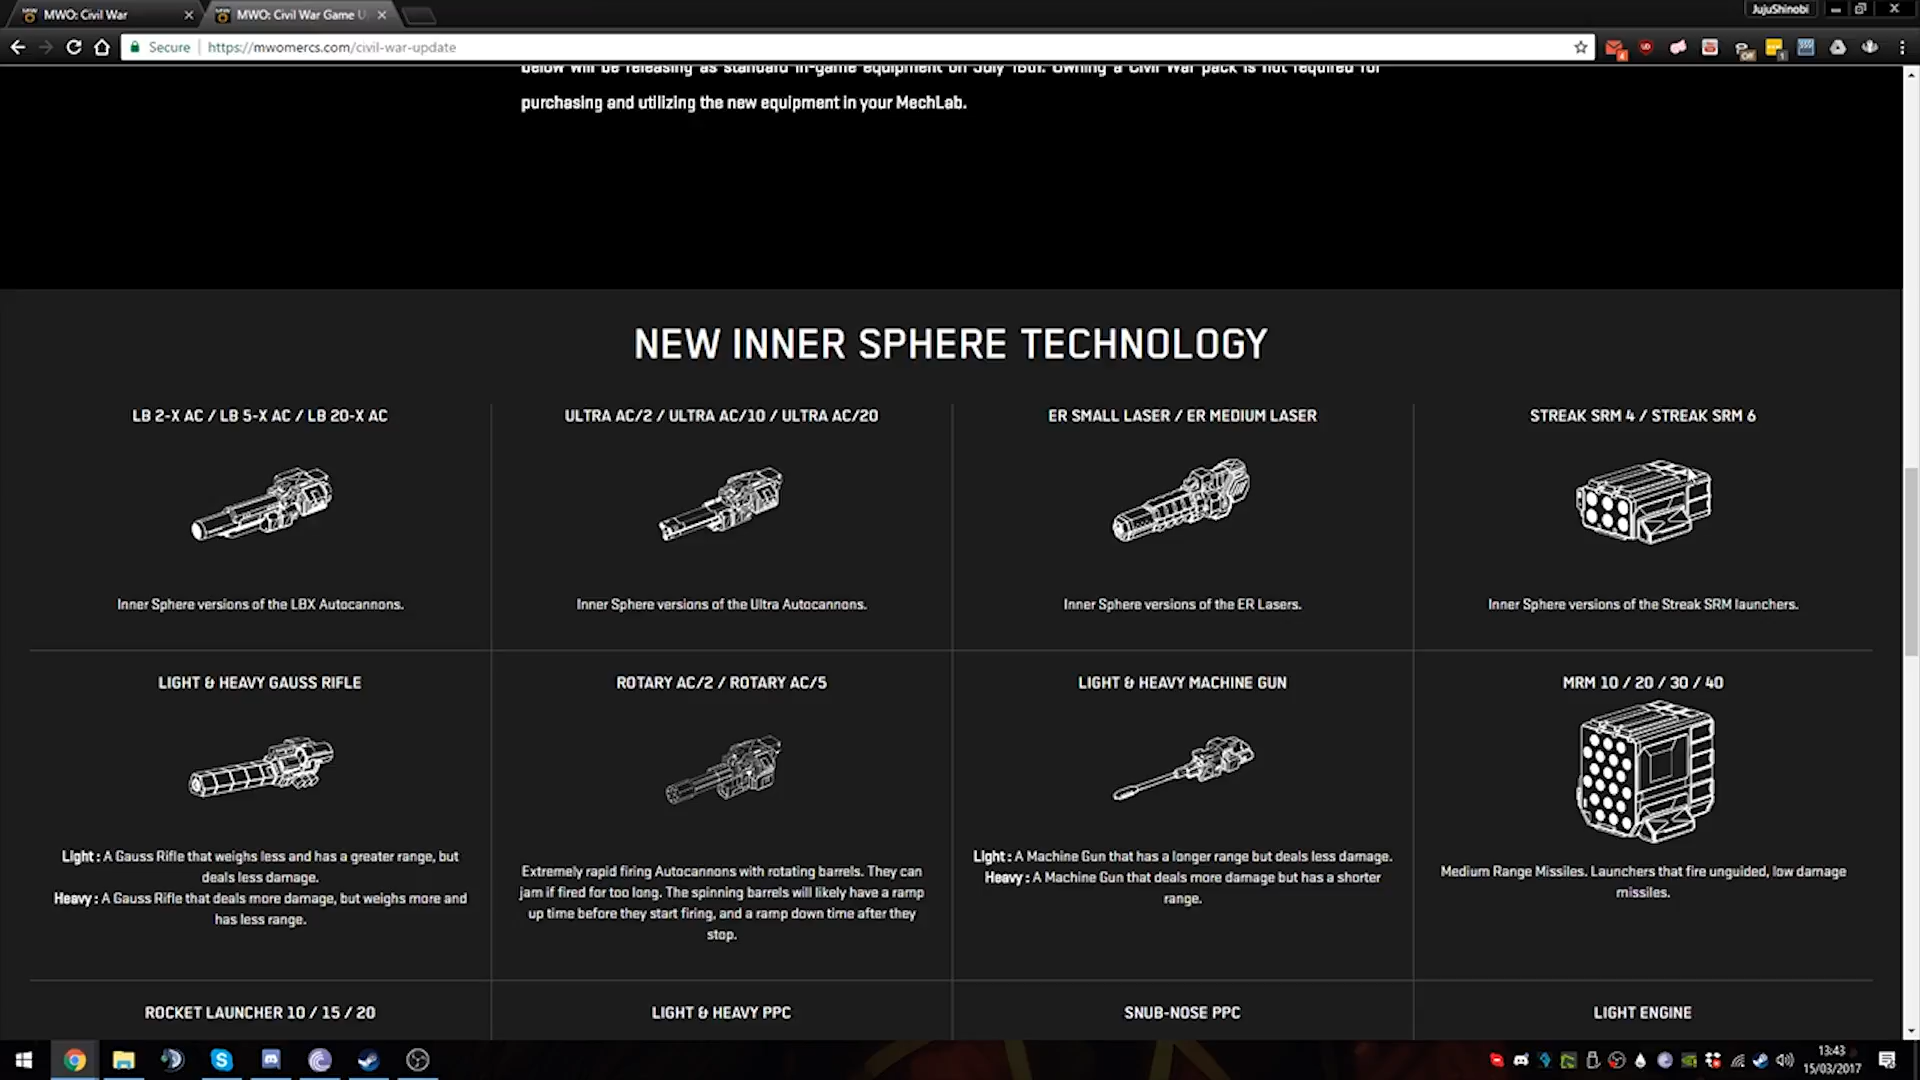 MWO: Civil War
MWO: Civil War Game U
JujuShinobi
Secure
https://mwomercs.com/civil-war-update
below will be releasing as standard in-game equipment on July 18th. Owning a Civil War pack is not required for
purchasing and utilizing the new equipment in your MechLab.
NEW INNER SPHERE TECHNOLOGY
LB 2-X AC / LB 5-X AC / LB 20-X AC
ULTRA AC/2 / ULTRA AC/10 / ULTRA AC/20
ER SMALL LASER / ER MEDIUM LASER
STREAK SRM 4 / STREAK SRM 6
Inner Sphere versions of the LBX Autocannons.
Inner Sphere versions of the Ultra Autocannons.
Inner Sphere versions of the ER Lasers.
Inner Sphere versions of the Streak SRM launchers.
LIGHT & HEAVY GAUSS RIFLE
ROTARY AC/2 / ROTARY AC/5
LIGHT & HEAVY MACHINE GUN
MRM 10 / 20 / 30 / 40
Light : A Gauss Rifle that weighs less and has a greater range, but
deals less damage.
Heavy : A Gauss Rifle that deals more damage, but weighs more and
has less range.
Extremely rapid firing Autocannons with rotating barrels. They can
jam if fired for too long. The spinning barrels will likely have a ramp
up time before they start firing, and a ramp down time after they
stop.
Light : A Machine Gun that has a longer range but deals less damage.
Heavy : A Machine Gun that deals more damage but has a shorter
range.
Medium Range Missiles. Launchers that fire unguided, low damage
missiles.
ROCKET LAUNCHER 10 / 15 / 20
LIGHT & HEAVY PPC
SNUB-NOSE PPC
LIGHT ENGINE
13:43
15/03/2017